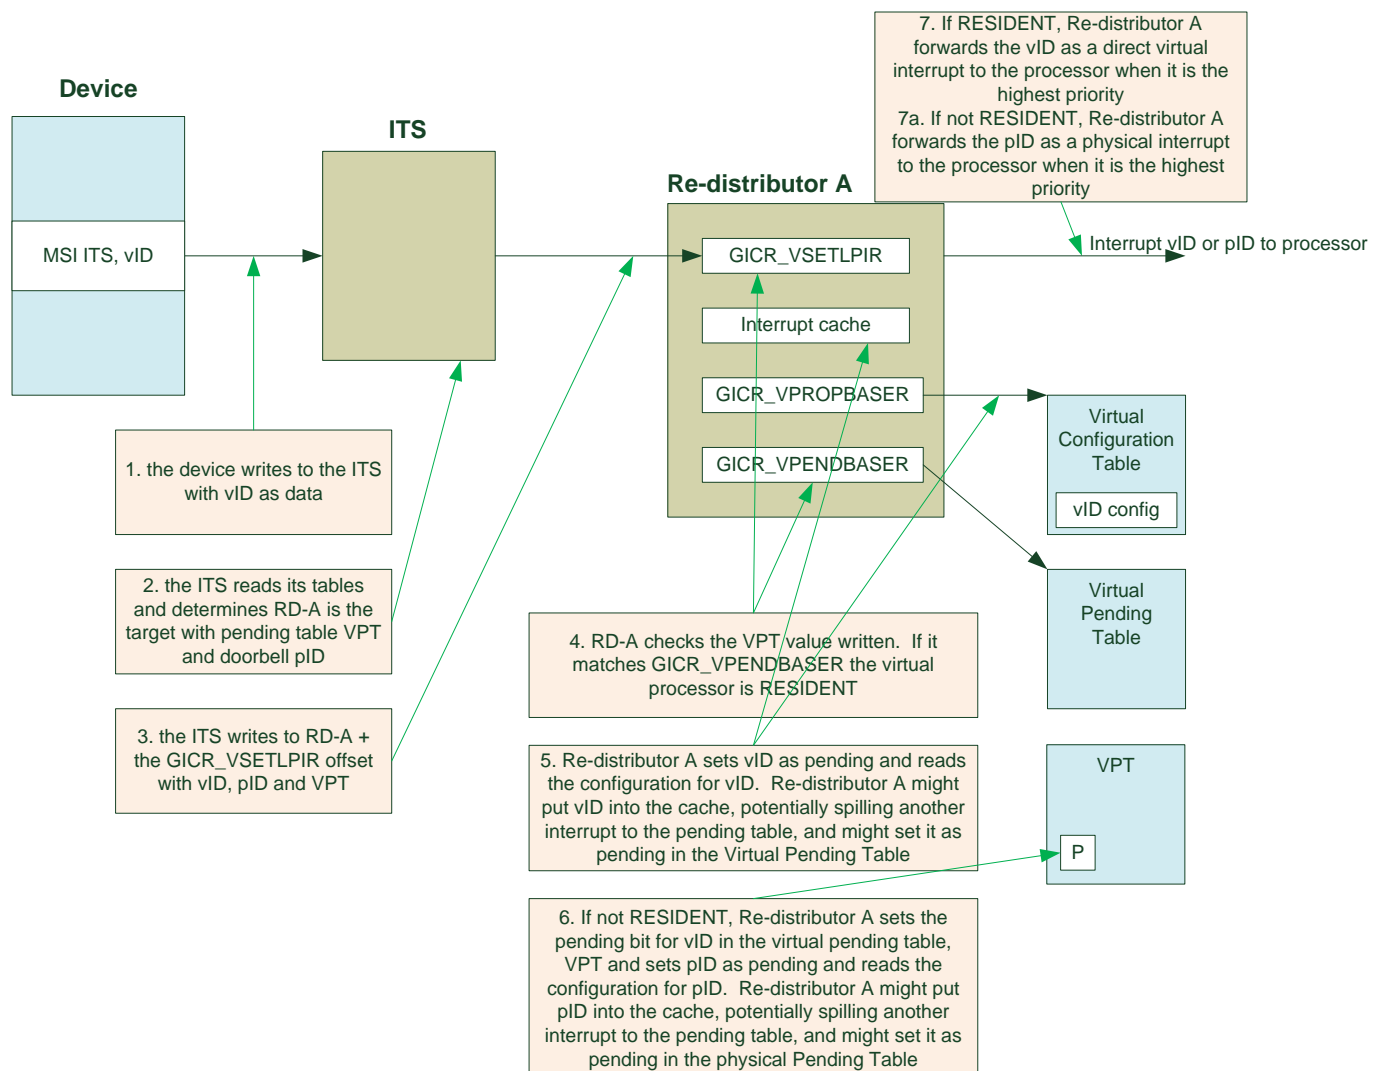 7. If RESIDENT, Re-distributor A
forwards the vID as a direct virtual
interrupt to the processor when it is the
highest priority
7a. If not RESIDENT, Re-distributor A
forwards the pID as a physical interrupt
to the processor when it is the highest
priority
Device
ITS
Re-distributor A
MSI ITS, vID
GICR_VSETLPIR
Interrupt vID or pID to processor
Interrupt cache
GICR_VPROPBASER
GICR_VPENDBASER
Virtual
Configuration
Table
vID config
1. the device writes to the ITS
with vID as data
2. the ITS reads its tables
and determines RD-A is the
target with pending table VPT
and doorbell pID
Virtual
Pending
Table
4. RD-A checks the VPT value written. If it
matches GICR_VPENDBASER the virtual
processor is RESIDENT
3. the ITS writes to RD-A +
the GICR_VSETLPIR offset
with vID, pID and VPT
5. Re-distributor A sets vID as pending and reads
the configuration for vID. Re-distributor A might
put vID into the cache, potentially spilling another
interrupt to the pending table, and might set it as
pending in the Virtual Pending Table
VPT
P
6. If not RESIDENT, Re-distributor A sets the
pending bit for vID in the virtual pending table,
VPT and sets pID as pending and reads the
configuration for pID. Re-distributor A might put
pID into the cache, potentially spilling another
interrupt to the pending table, and might set it as
pending in the physical Pending Table